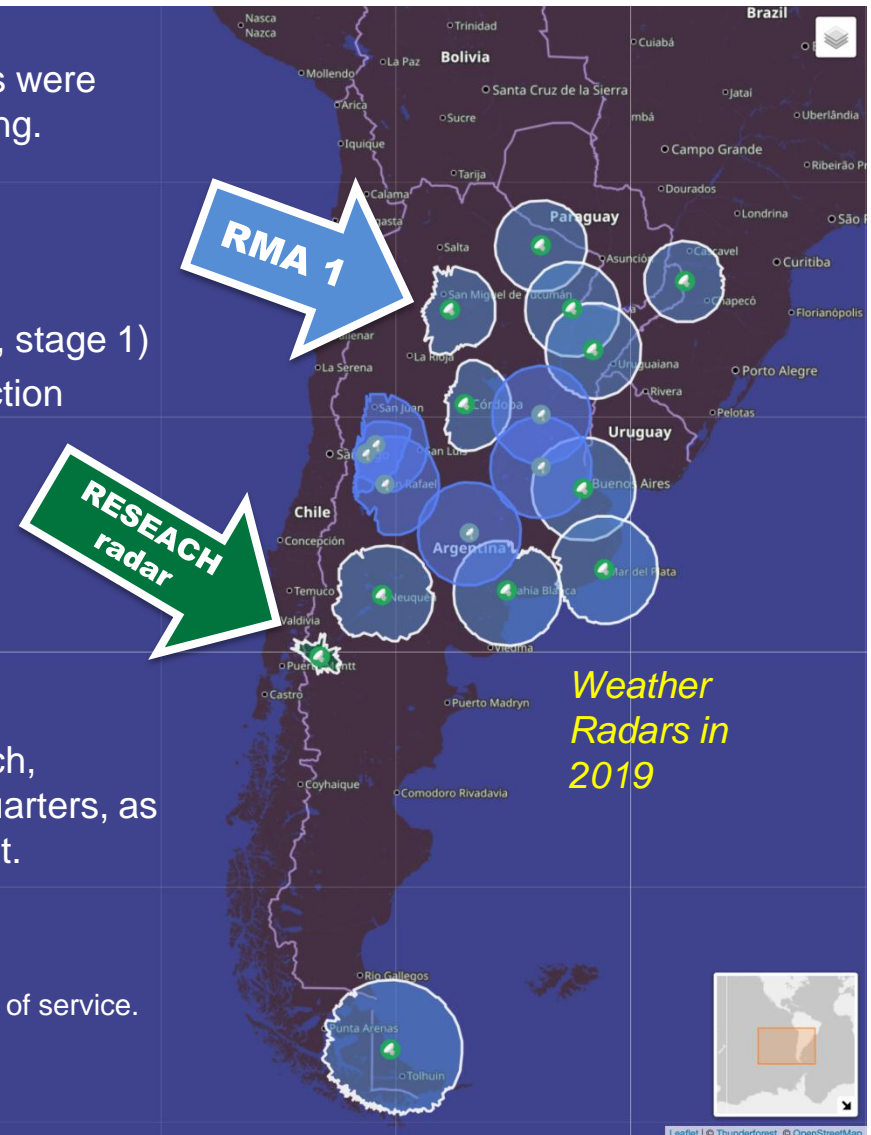 s were
ng.
RMA 1
, stage 1)
ction
RESEACH
radar
Weather
Radars in
2019
ch,
uarters, as
t.
of service.
Nasca
Nazca
Trinidad
Brazil
Cuiabá
Mollendo
La Paz
Bolivia
Santa Cruz de la Sierra
Jataí
Arica
Sucre
mbá
Uberlândia
Iquique
Campo Grande
Tarija
Ribeirão Pr
Calama
Dourados
gasta
Paraguay
Londrina
São P
Salta
Asunción
Cascavel
Curitiba
San Miguel de Tucumán
Chapecó
Florianópolis
llenar
La Rioja
Uruguaiana
La Serena
Porto Alegre
Rivera
San Juan
Córdoba
Pelotas
Uruguay
San Luis
Buenos Aires
Chile
Concepción
Argentina
Mar del Plata
Temuco
Neuquén
Bahía Blanca
Valdivia
Viedma
Puerto Montt
Castro
Puerto Madryn
Coyhaique
Comodoro Rivadavia
Río Gallegos
Punta Arenas
Tolhuin
Leaflet | © Thunderforest, © OpenStreetMap